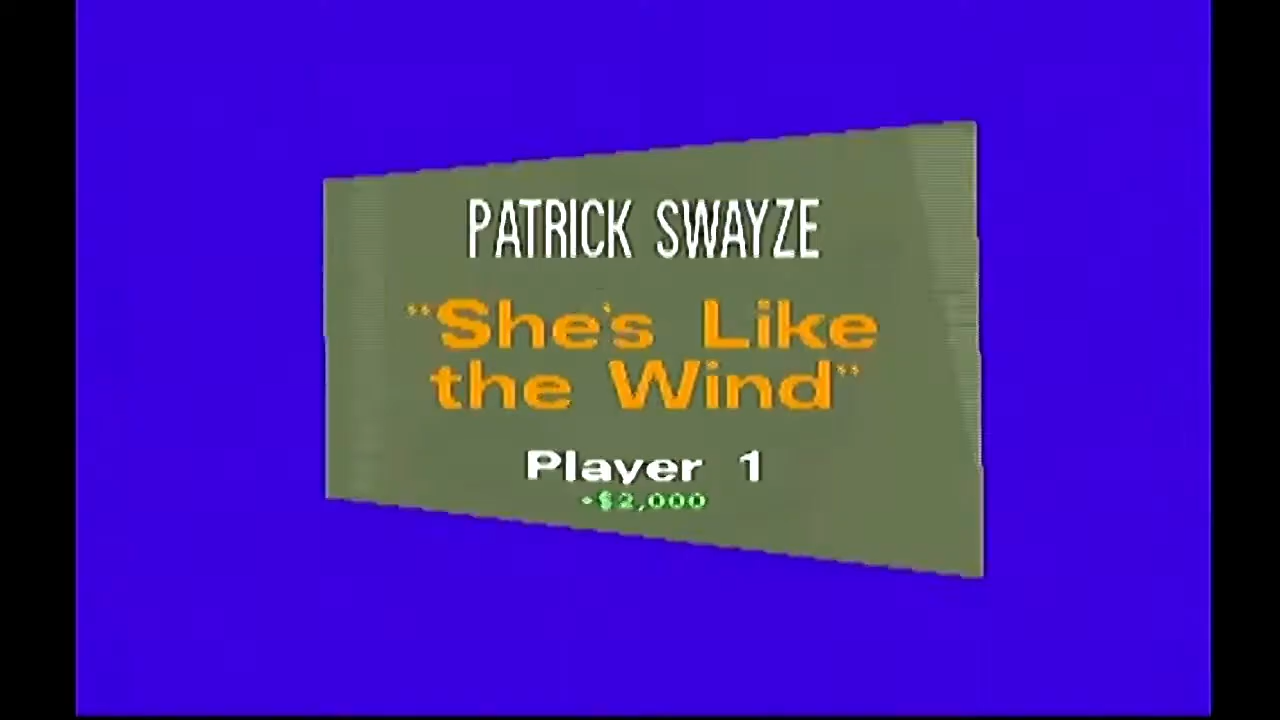 PATRICK SWAYZE
"She's Like
the Wind"
Player 1
+$2,000